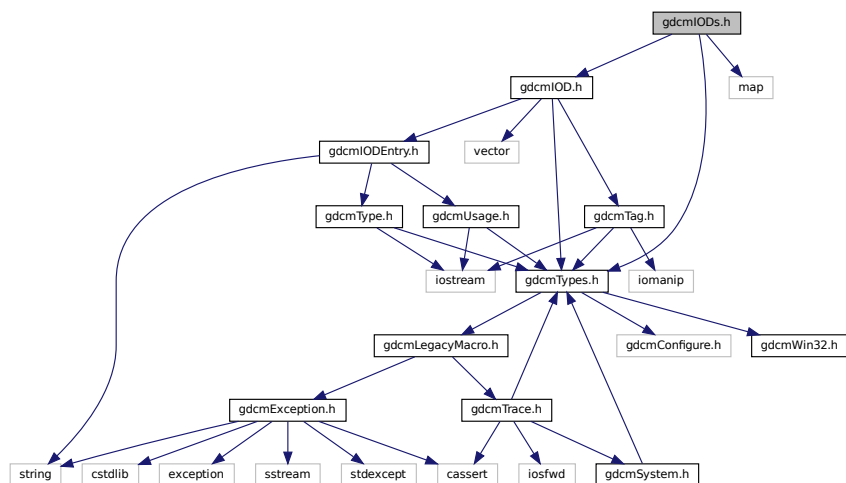 gdcmIODs.h
gdcmIOD.h
map
gdcmIODEntry.h
vector
gdcmType.h
gdcmUsage.h
gdcmTag.h
iostream
gdcmTypes.h
iomanip
gdcmLegacyMacro.h
gdcmConfigure.h
gdcmWin32.h
gdcmException.h
gdcmTrace.h
string
cstdlib
exception
sstream
stdexcept
cassert
iosfwd
gdcmSystem.h